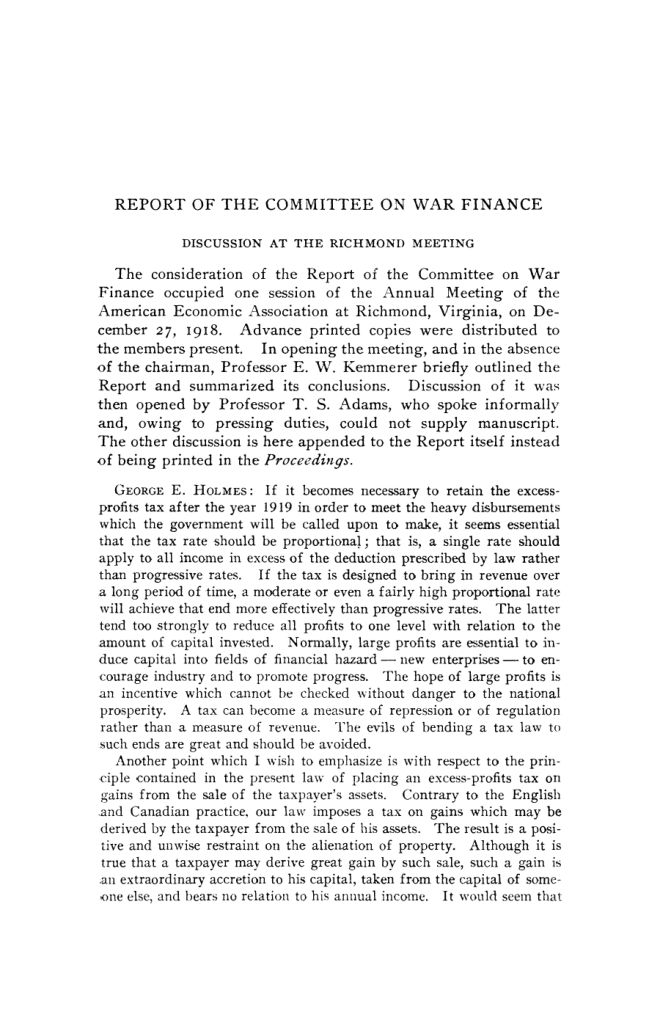 REPORT OF THE COMMITTEE ON WAR FINANCE
DISCUSSION AT THE RICHMOND MEETING
The consideration of the Report of the Committee on War
Finance occupied one session of the Annual Meeting of the
American Economic Association at Richmond, Virginia, on De-
cember 27, 1918. Advance printed copies were distributed to
the members present. In opening the meeting, and in the absence
of the chairman, Professor E. W. Kemmerer briefly outlined the
Report and summarized its conclusions. Discussion of it was
then opened by Professor T. S. Adams, who spoke informally
and, owing to pressing duties, could not supply manuscript.
The other discussion is here appended to the Report itself instead
of being printed in the Proceedings.
GEORGE E. HOLMES: If it becomes necessary to retain the excess-
profits tax after the year 1919 in order to meet the heavy disbursements
which the government will be called upon to make, it seems essential
that the tax rate should be proportional; that is, a single rate should
apply to all income in excess of the deduction prescribed by law rather
than progressive rates. If the tax is designed to bring in revenue over
a long period of time, a moderate or even a fairly high proportional rate
will achieve that end more effectively than progressive rates. The latter
tend too strongly to reduce all profits to one level with relation to the
amount of capital invested. Normally, large profits are essential to in-
duce capital into fields of financial hazard — new enterprises — to en-
courage industry and to promote progress. The hope of large profits is
an incentive which cannot be checked without danger to the national
prosperity. A tax can become a measure of repression or of regulation
rather than a measure of revenue. The evils of bending a tax law to
such ends are great and should be avoided.
Another point which I wish to emphasize is with respect to the prin-
ciple contained in the present law of placing an excess-profits tax on
gains from the sale of the taxpayer's assets. Contrary to the English
and Canadian practice, our law imposes a tax on gains which may be
derived by the taxpayer from the sale of his assets. The result is a posi-
tive and unwise restraint on the alienation of property. Although it is
true that a taxpayer may derive great gain by such sale, such a gain is
an extraordinary accretion to his capital, taken from the capital of some-
one else, and bears no relation to his annual income. It would seem that